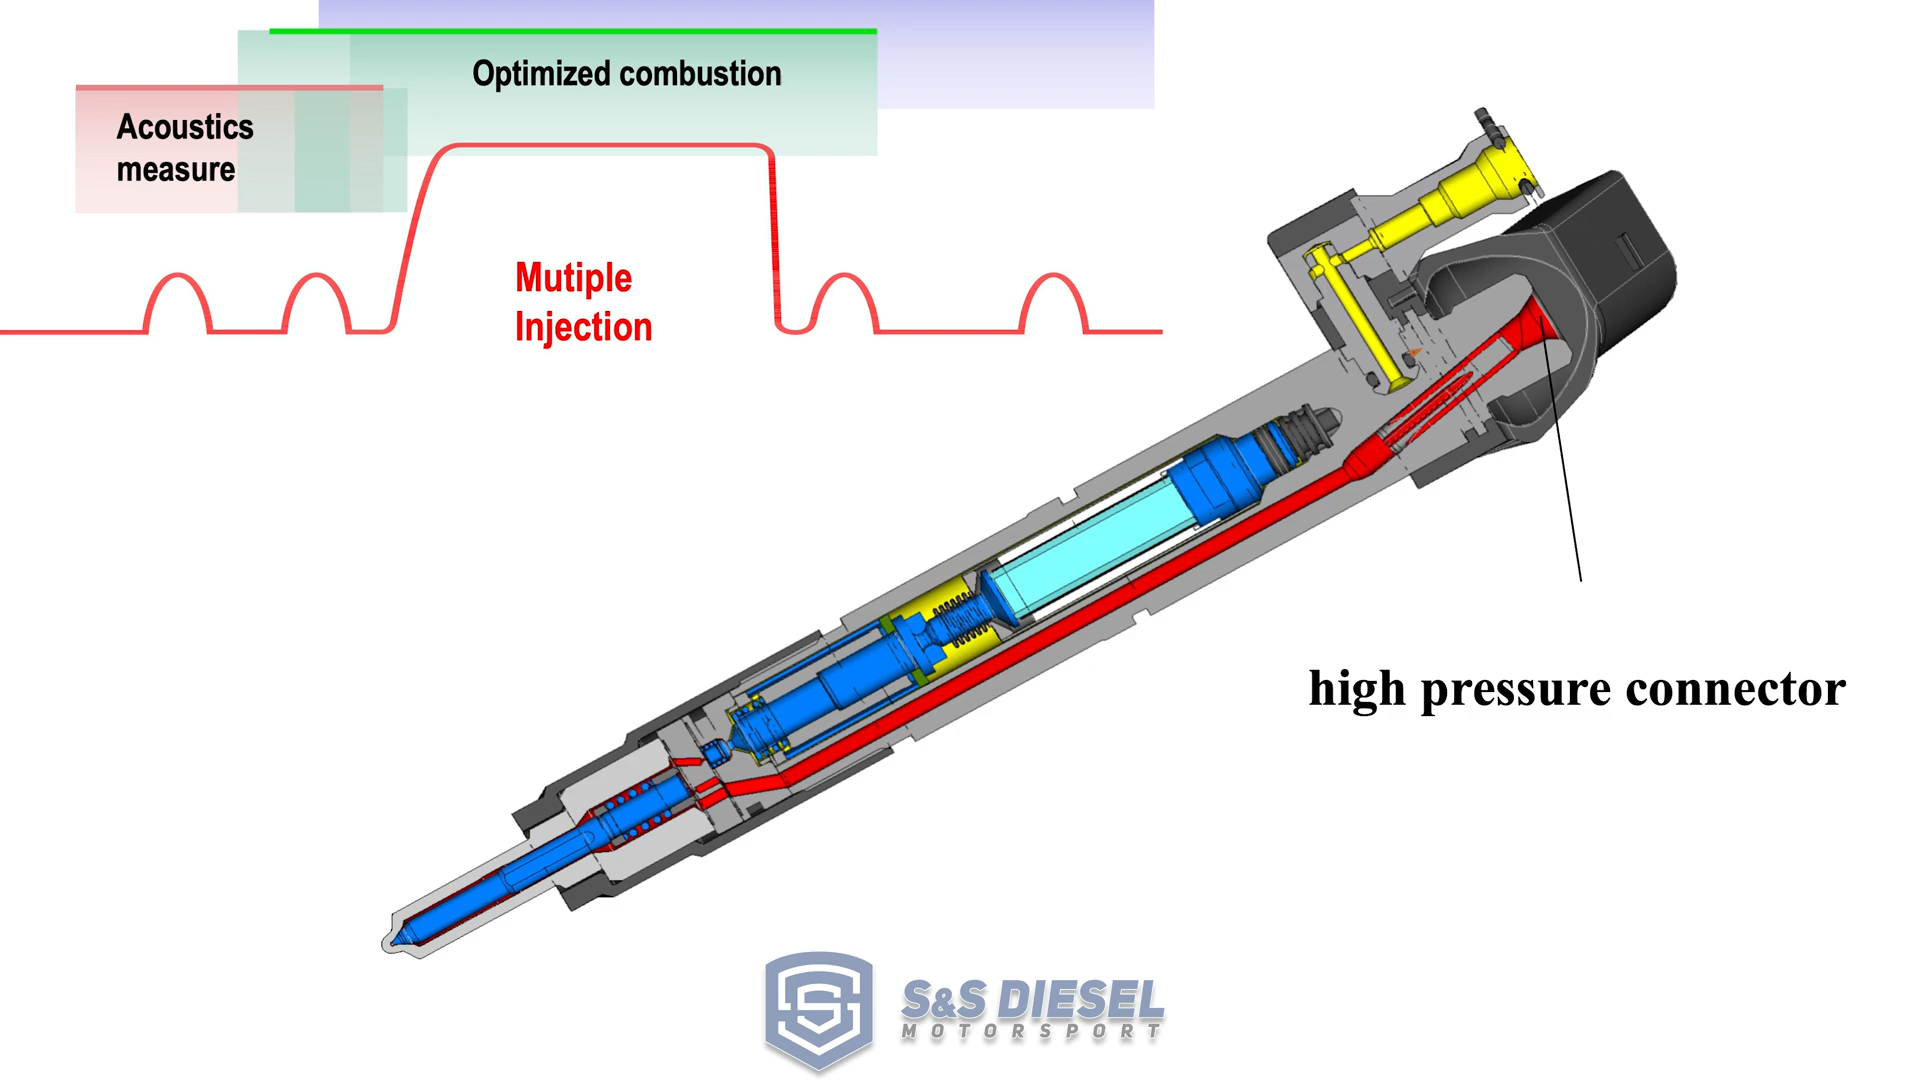 Optimized combustion
Acoustics
measure
Mutiple
Injection
high pressure connector
S&S DIESEL
MOTORSPORT